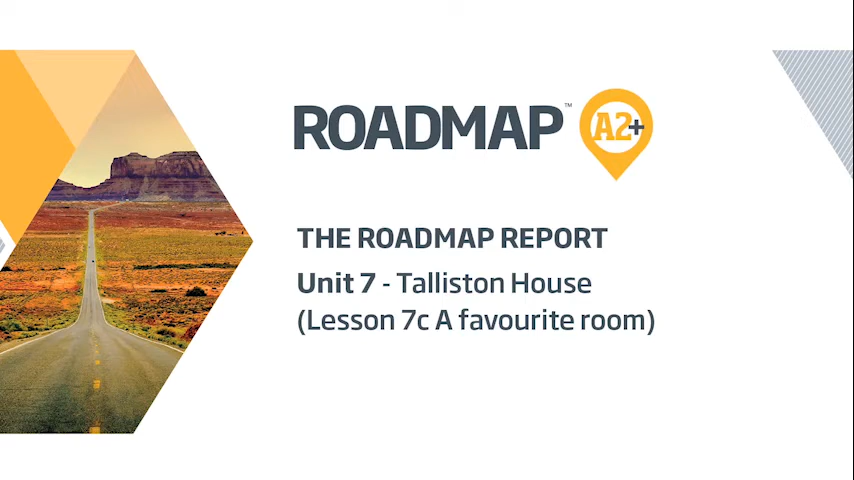 ROADMAP™ A2+
THE ROADMAP REPORT
Unit 7 - Talliston House
(Lesson 7c A favourite room)